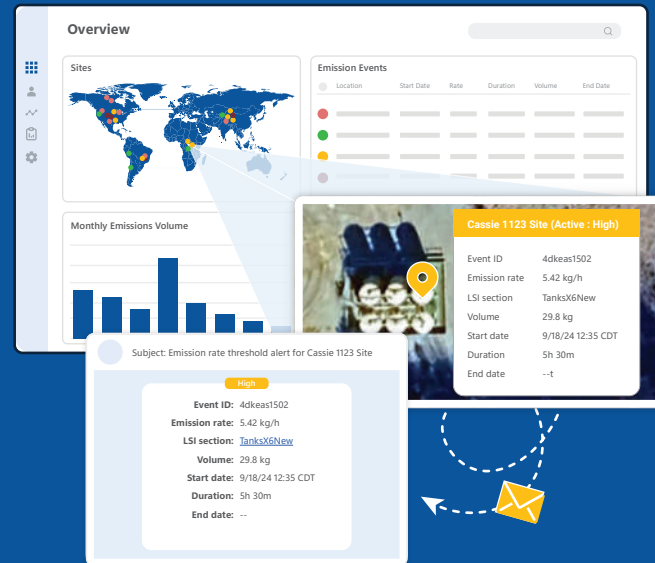 Overview
Sites
Emission Events
Location Start Date Rate Duration Volume End Date
Monthly Emissions Volume
Cassie 1123 Site (Active : High)
Event ID 4dkeas1502
Emission rate 5.42 kg/h
LSI section TanksX6New
Volume 29.8 kg
Start date 9/18/24 12:35 CDT
Duration 5h 30m
End date --t
Subject: Emission rate threshold alert for Cassie 1123 Site
High
Event ID: 4dkeas1502
Emission rate: 5.42 kg/h
LSI section: TanksX6New
Volume: 29.8 kg
Start date: 9/18/24 12:35 CDT
Duration: 5h 30m
End date: --